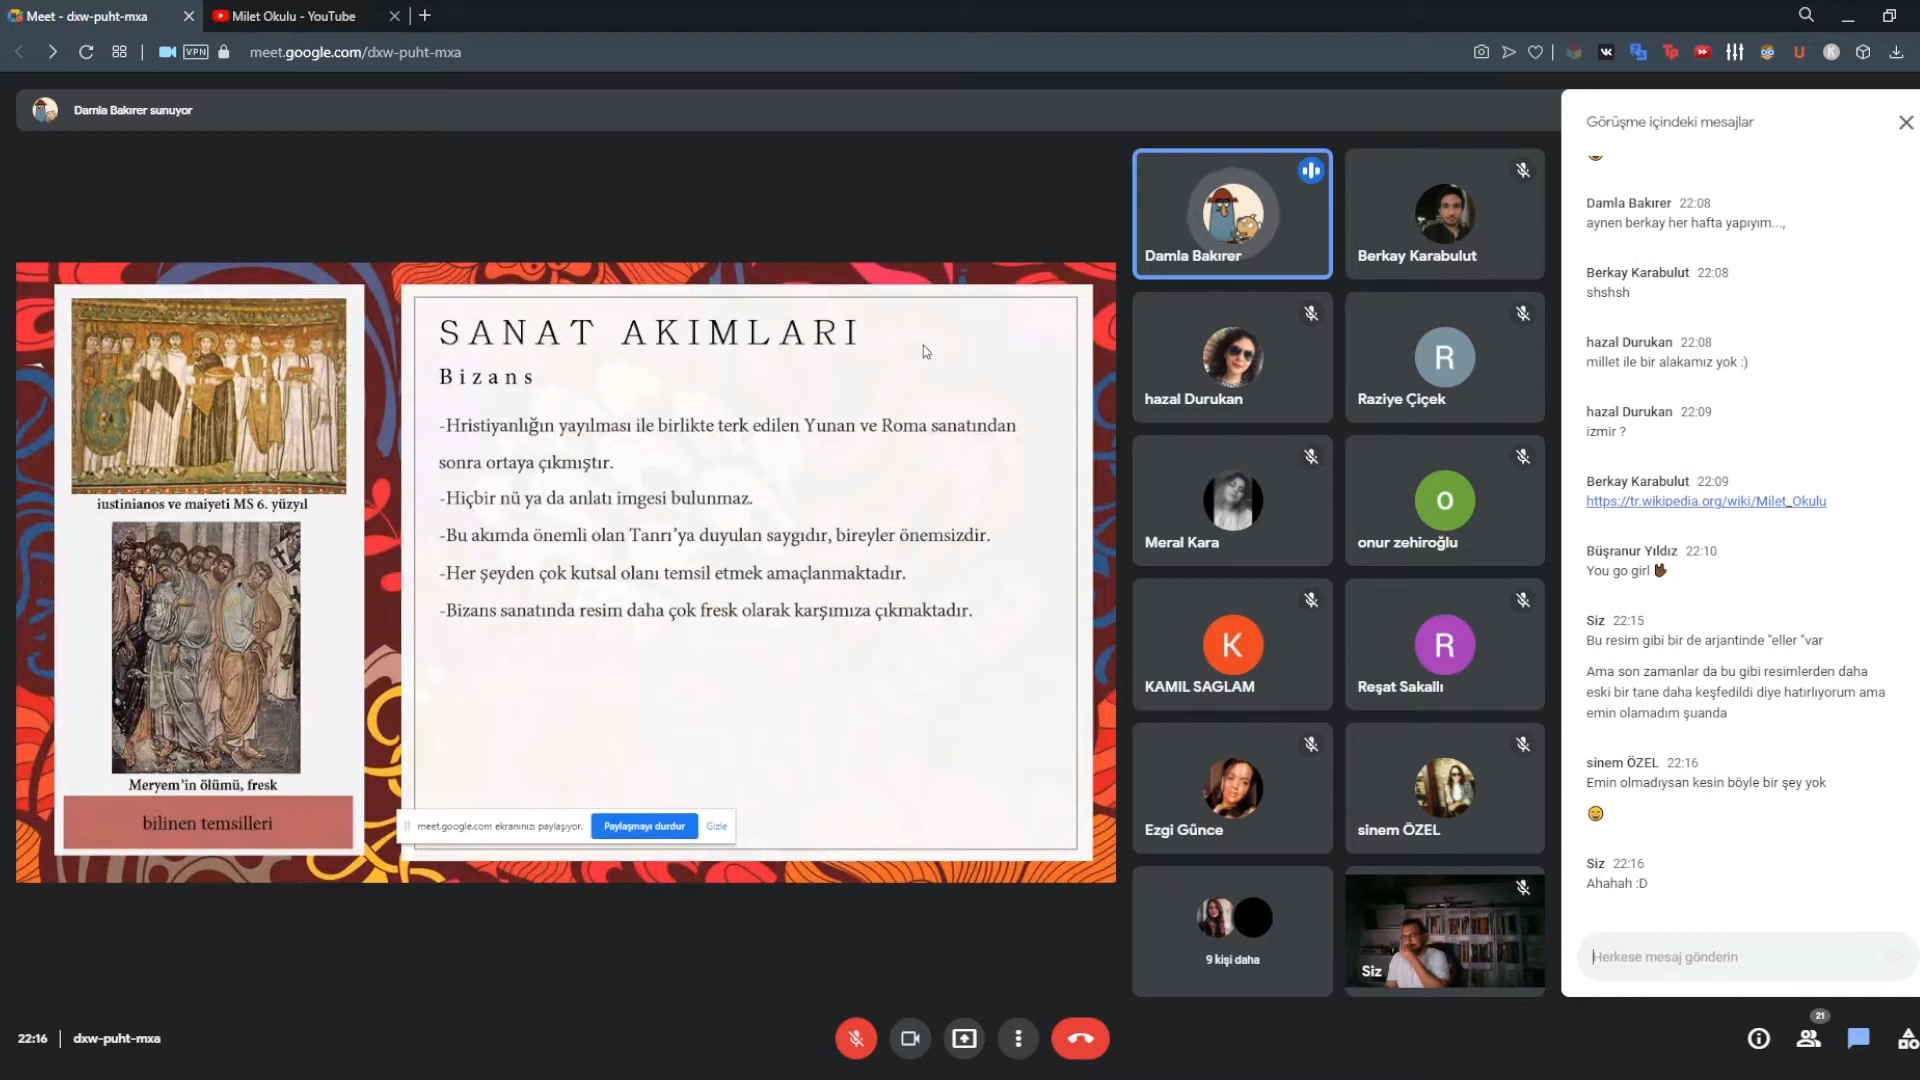 Meet - dxw-puht-mxa
Milet Okulu - YouTube
VPN
meet.google.com/dxw-puht-mxa
Damla Bakırer sunuyor
iustinianos ve maiyeti MS 6. yüzyıl
Meryem'in ölümü, fresk
bilinen temsilleri
SANAT AKIMLARI
Bizans
-Hristiyanlığın yayılması ile birlikte terk edilen Yunan ve Roma sanatından
sonra ortaya çıkmıştır.
-Hiçbir nü ya da anlatı imgesi bulunmaz.
-Bu akımda önemli olan Tanrı'ya duyulan saygıdır, bireyler önemsizdir.
-Her şeyden çok kutsal olanı temsil etmek amaçlanmaktadır.
-Bizans sanatında resim daha çok fresk olarak karşımıza çıkmaktadır.
meet.google.com ekranınızı paylaşıyor.
Paylaşmayı durdur
Gizle
Damla Bakırer
Berkay Karabulut
hazal Durukan
R
Raziye Çiçek
Meral Kara
o
onur zehiroğlu
K
KAMIL SAGLAM
R
Reşat Sakallı
Ezgi Günce
sinem ÖZEL
9 kişi daha
Siz
Görüşme içindeki mesajlar
Damla Bakırer 22:08
aynen berkay her hafta yapıyım...,
Berkay Karabulut 22:08
shshsh
hazal Durukan 22:08
millet ile bir alakamız yok :)
hazal Durukan 22:09
izmir ?
Berkay Karabulut 22:09
https://tr.wikipedia.org/wiki/Milet_Okulu
Büşranur Yıldız 22:10
You go girl
Siz 22:15
Bu resim gibi bir de arjantinde "eller "var
Ama son zamanlar da bu gibi resimlerden daha
eski bir tane daha keşfedildi diye hatırlıyorum ama
emin olamadım şuanda
sinem ÖZEL 22:16
Emin olmadıysan kesin böyle bir şey yok
Siz 22:16
Ahahah :D
Herkese mesaj gönderin
22:16
dxw-puht-mxa
21